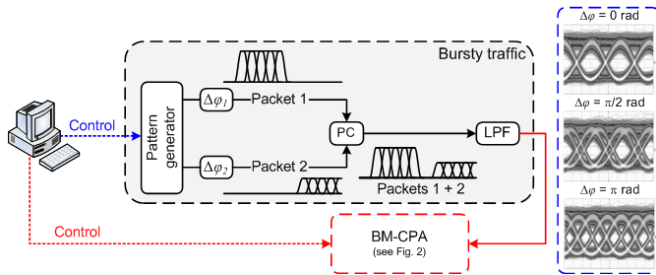 Bursty traffic
Δφ = 0 rad
Δφ = π/2 rad
Δφ = π rad
Control
Pattern
generator
Δφ1
Packet 1
PC
LPF
Δφ2
Packet 2
Packets 1 + 2
Control
BM-CPA
(see Fig. 2)